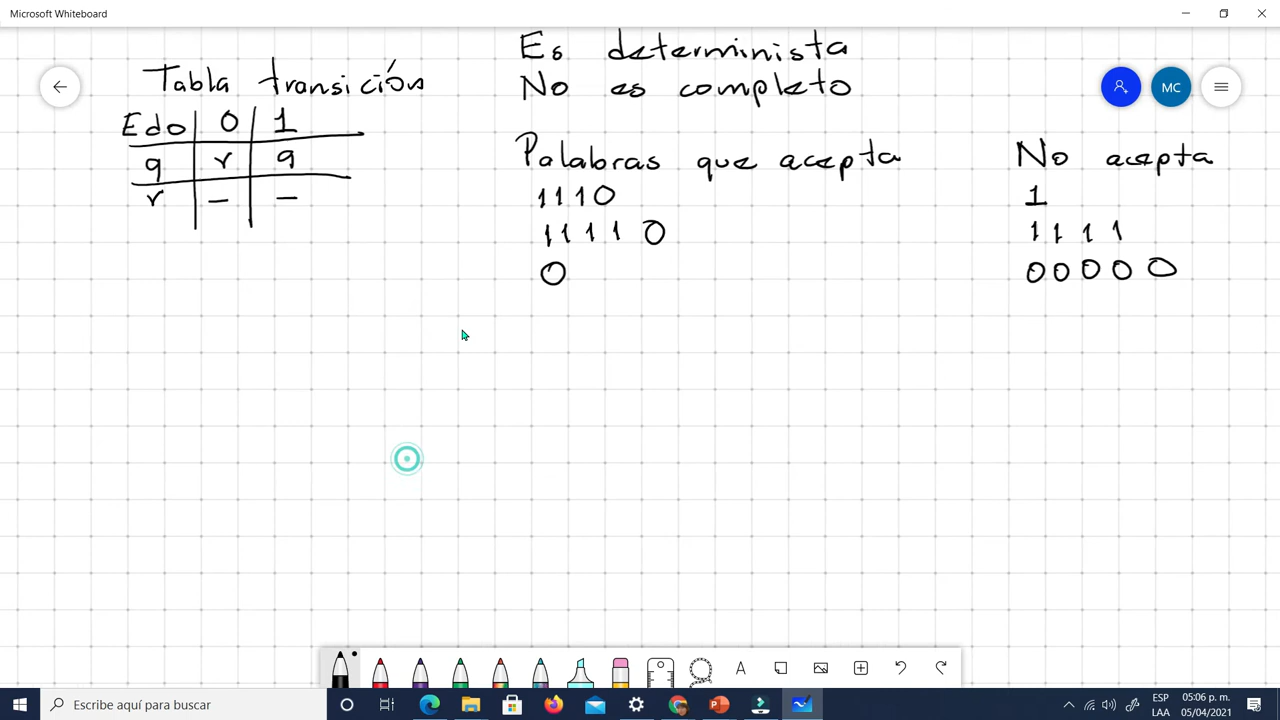 Microsoft Whiteboard
Es determinista
No es completo
Tabla transición
Edo 0 1
q r q
r - -
Palabras que acepta
1110
11110
0
No acepta
1
1111
00000
MC
A
Escribe aquí para buscar
ESP
LAA
05:06 p. m.
05/04/2021